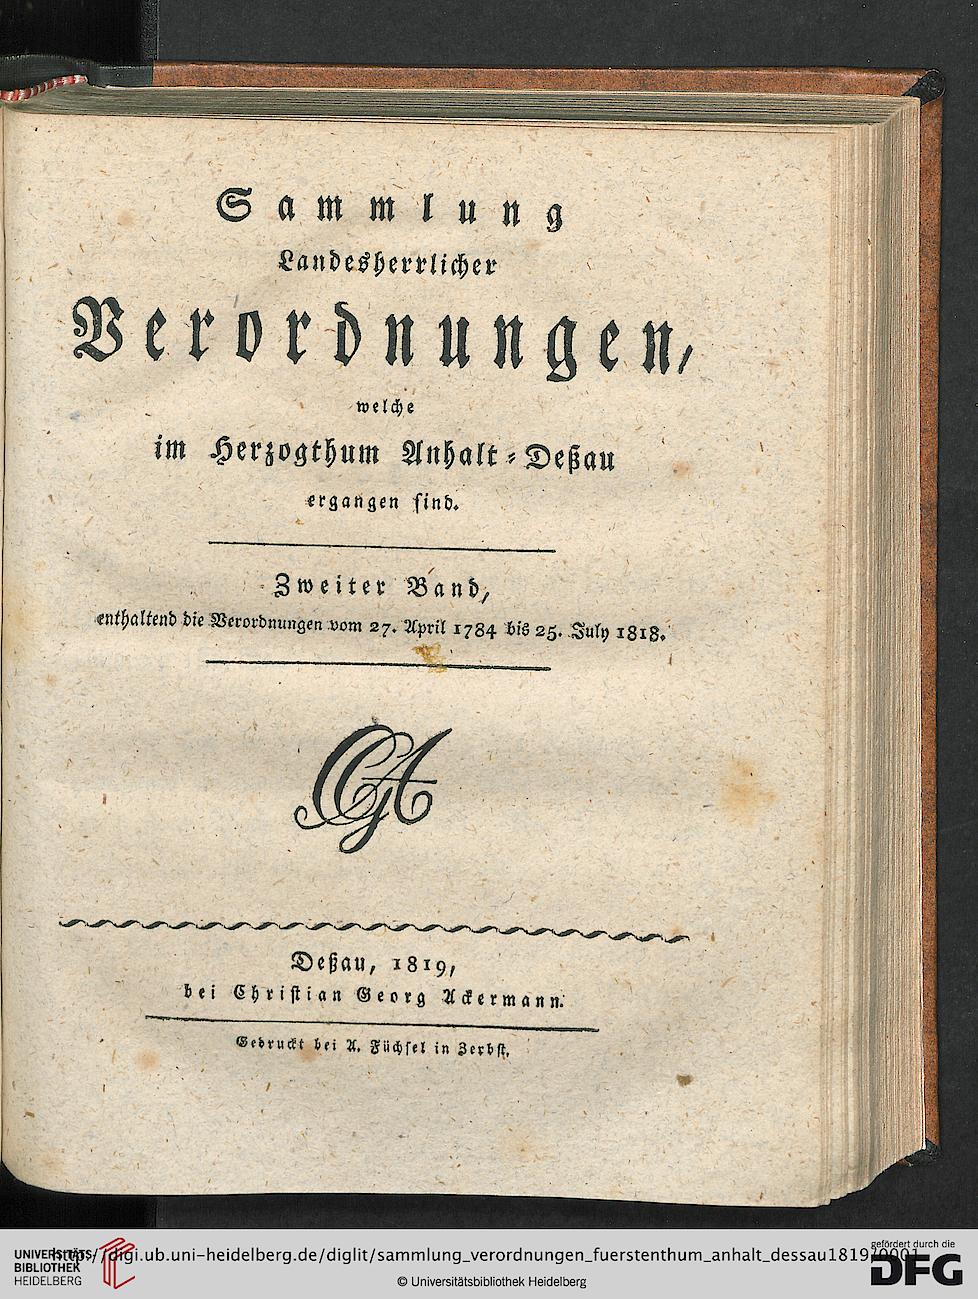 Sammlung
Landesherrlicher
Verordnungen,
welche
im Herzogthum Anhalt-Deßau
ergangen sind.
Zweiter Band,
enthaltend die Verordnungen vom 27. April 1784 bis 25. July 1818.
CGA
Deßau, 1819,
bei Christian Georg Ackermann.
Gedruckt bei A. Füchsel in Zerbst.
UNIVERSITÄTS-
BIBLIOTHEK
HEIDELBERG
http://digi.ub.uni-heidelberg.de/diglit/sammlung_verordnungen_fuerstenthum_anhalt_dessau1819/0001
© Universitätsbibliothek Heidelberg
gefördert durch die
DFG